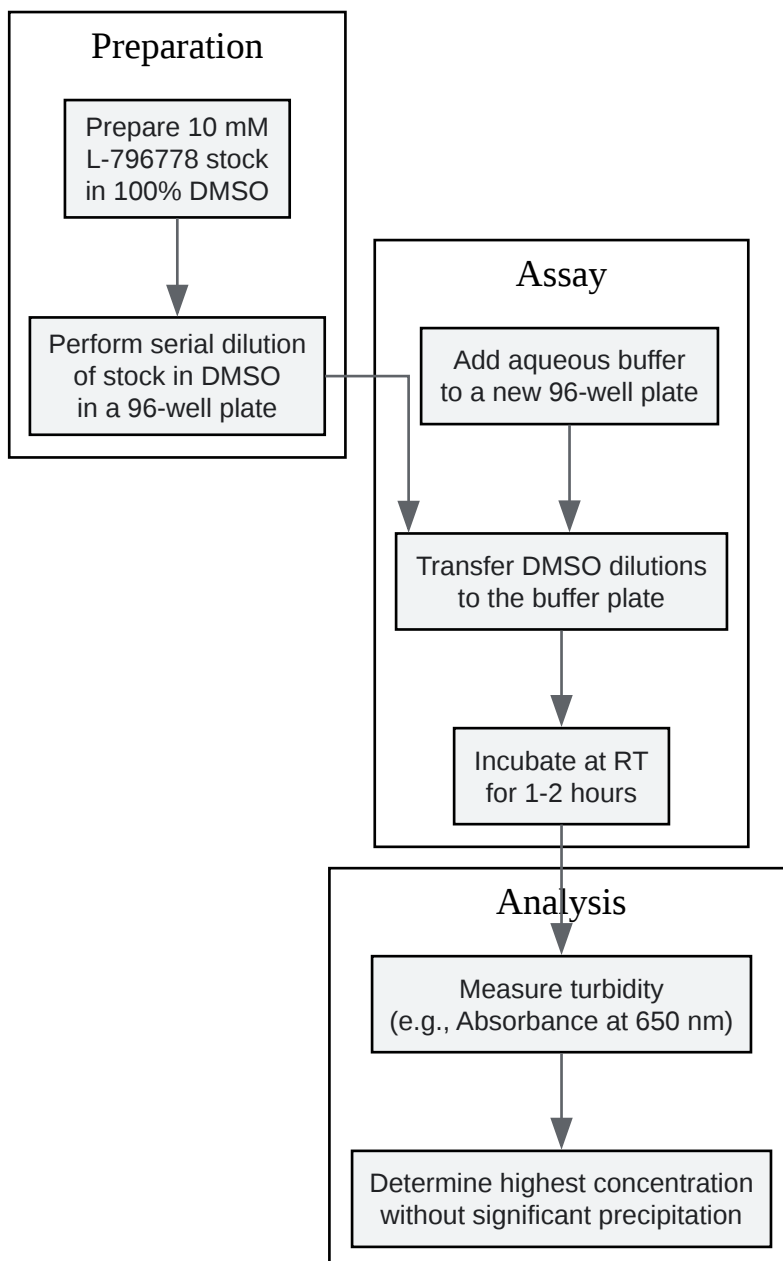 Preparation
Prepare 10 mM
L-796778 stock
in 100% DMSO
Perform serial dilution
of stock in DMSO
in a 96-well plate
Assay
Add aqueous buffer
to a new 96-well plate
Transfer DMSO dilutions
to the buffer plate
Incubate at RT
for 1-2 hours
Analysis
Measure turbidity
(e.g., Absorbance at 650 nm)
Determine highest concentration
without significant precipitation